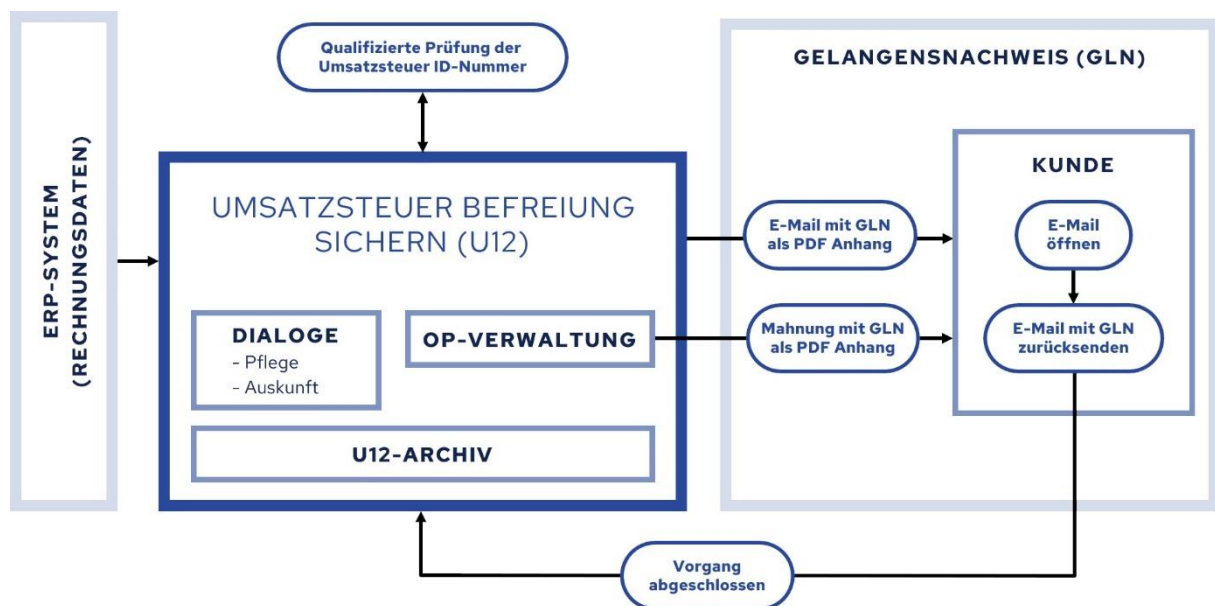 ERP-SYSTEM
(RECHNUNGSDATEN)
Qualifizierte Prüfung der
Umsatzsteuer ID-Nummer
UMSATZSTEUER BEFREIUNG
SICHERN (U12)
DIALOGE
- Pflege
- Auskunft
OP-VERWALTUNG
U12-ARCHIV
GELANGENSNACHWEIS (GLN)
E-Mail mit GLN
als PDF Anhang
Mahnung mit GLN
als PDF Anhang
KUNDE
E-Mail
öffnen
E-Mail mit GLN
zurücksenden
Vorgang
abgeschlossen